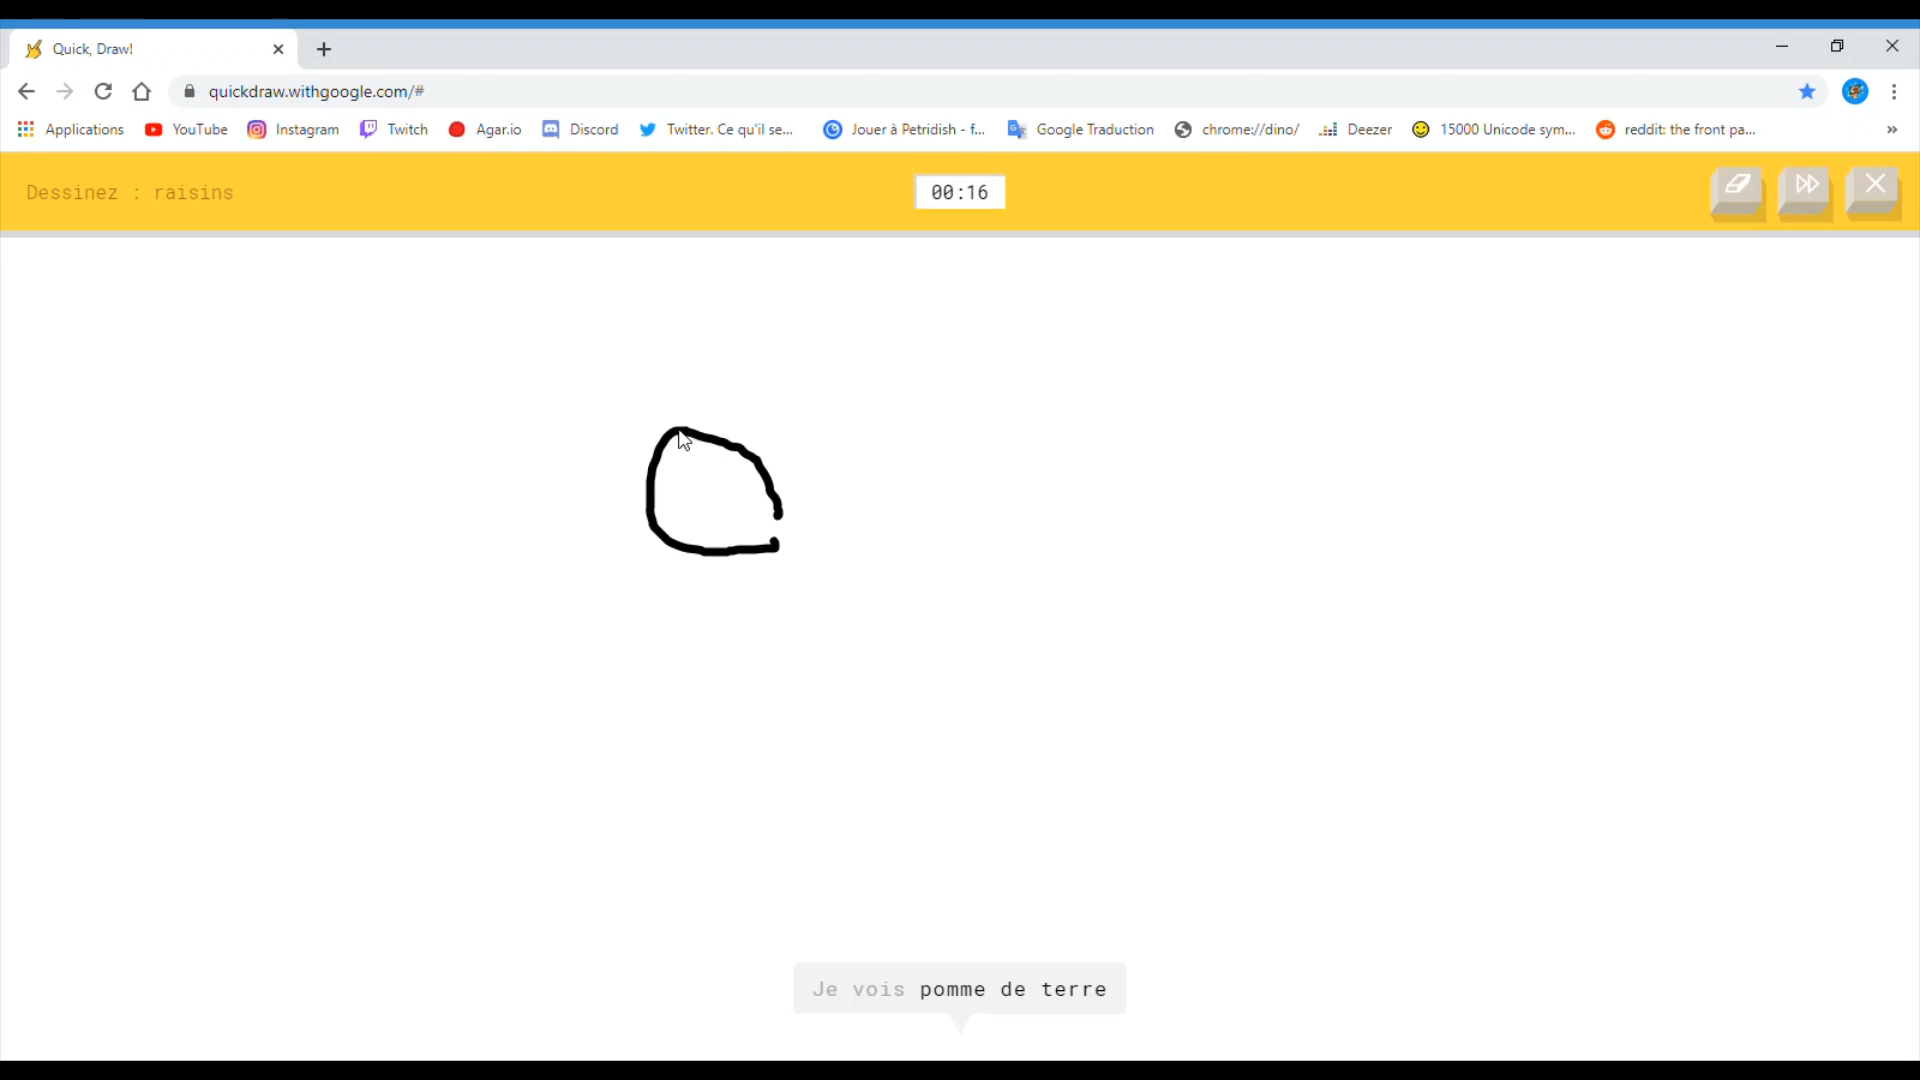 Quick, Draw!
quickdraw.withgoogle.com/#
Applications YouTube Instagram Twitch Agar.io Discord Twitter. Ce qu'il se... Jouer à Petridish - f... Google Traduction chrome://dino/ Deezer 15000 Unicode sym... reddit: the front pa... »
Dessinez : raisins 00:16
Je vois pomme de terre